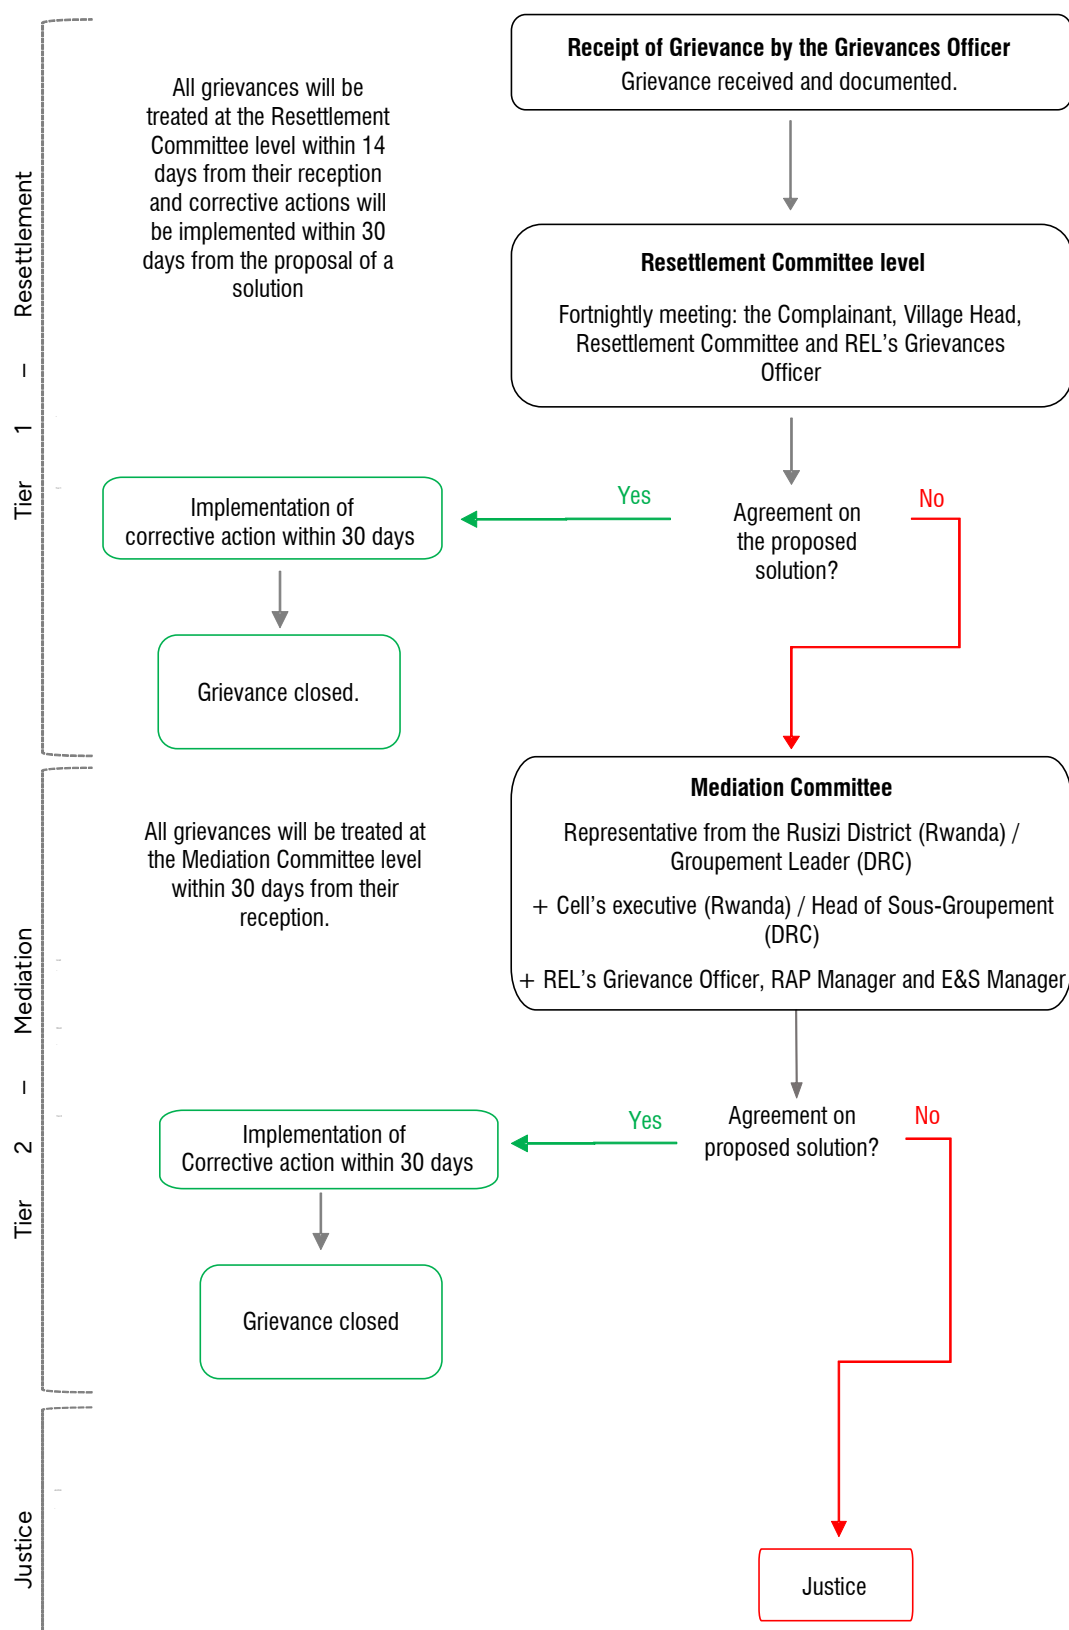 Receipt of Grievance by the Grievances Officer
Grievance received and documented.
All grievances will be
treated at the Resettlement
Committee level within 14
days from their reception
and corrective actions will
be implemented within 30
days from the proposal of a
solution
Tier 1 – Resettlement
Resettlement Committee level
Fortnightly meeting: the Complainant, Village Head,
Resettlement Committee and REL’s Grievances
Officer
Agreement on
the proposed
solution?
Yes
No
Implementation of
corrective action within 30 days
Grievance closed.
Mediation Committee
Representative from the Rusizi District (Rwanda) /
Groupement Leader (DRC)
+ Cell’s executive (Rwanda) / Head of Sous-Groupement
(DRC)
+ REL’s Grievance Officer, RAP Manager and E&S Manager
All grievances will be treated at
the Mediation Committee level
within 30 days from their
reception.
Tier 2 – Mediation
Agreement on
proposed solution?
Yes
No
Implementation of
Corrective action within 30 days
Grievance closed
Justice
Justice